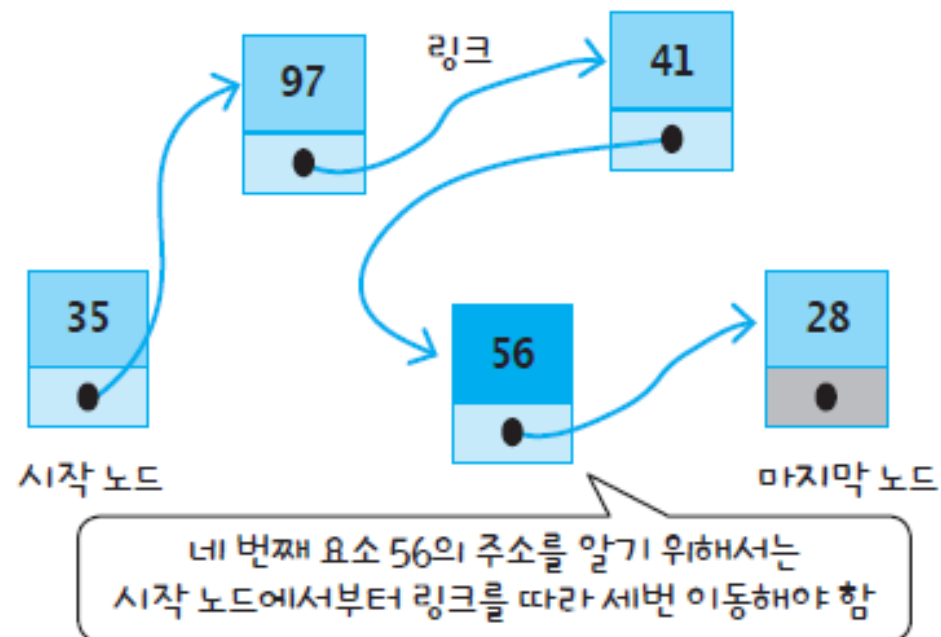 링크
97
41
35
56
28
시작 노드
마지막 노드
네 번째 요소 56의 주소를 알기 위해서는
시작 노드에서부터 링크를 따라 세번 이동해야 함